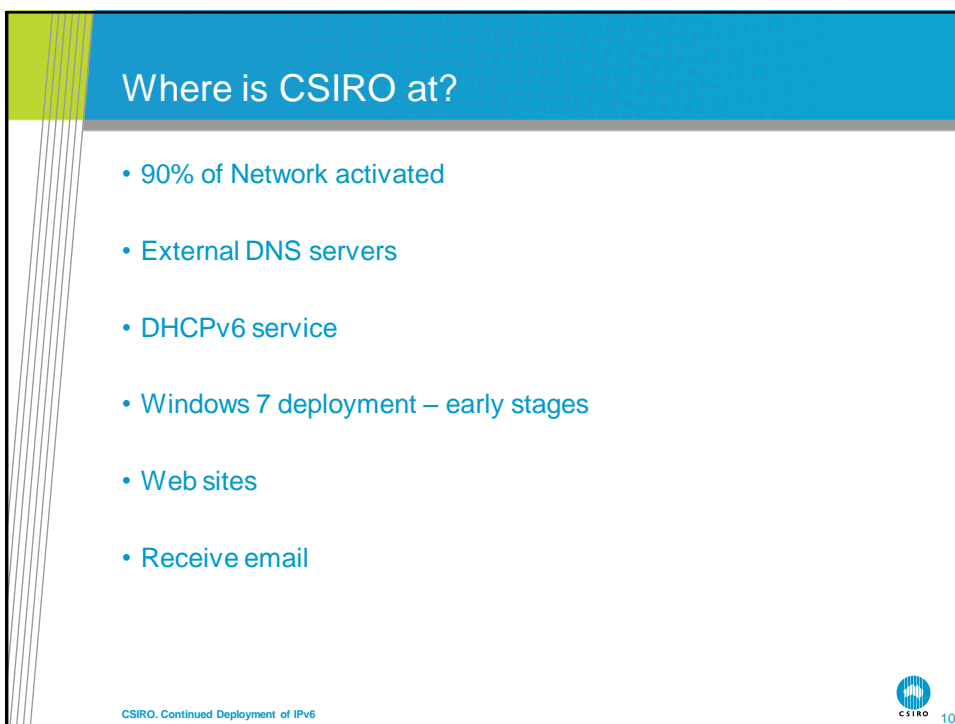 Where is CSIRO at?
• 90% of Network activated
• External DNS servers
• DHCPv6 service
• Windows 7 deployment – early stages
• Web sites
• Receive email
CSIRO. Continued Deployment of IPv6
CSIRO
10